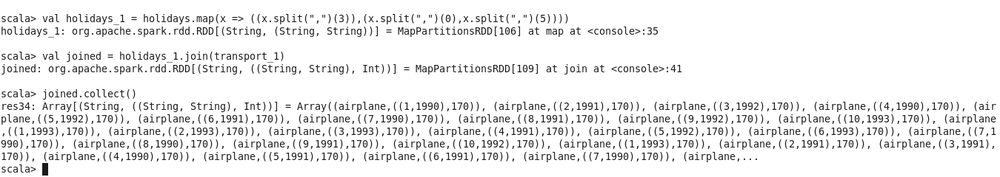 scala> val holidays_1 = holidays.map(x => ((x.split(",")(3)),(x.split(",")(0),x.split(",")(5))))
holidays_1: org.apache.spark.rdd.RDD[(String, (String, String))] = MapPartitionsRDD[106] at map at <console>:35
scala> val joined = holidays_1.join(transport_1)
joined: org.apache.spark.rdd.RDD[(String, ((String, String), Int))] = MapPartitionsRDD[109] at join at <console>:41
scala> joined.collect()
res34: Array[(String, ((String, String), Int))] = Array((airplane,((1,1990),170)), (airplane,((2,1991),170)), (airplane,((3,1992),170)), (airplane,((4,1990),170)), (air
plane,((5,1992),170)), (airplane,((6,1991),170)), (airplane,((7,1990),170)), (airplane,((8,1991),170)), (airplane,((9,1992),170)), (airplane,((10,1993),170)), (airplane
,((1,1993),170)), (airplane,((2,1993),170)), (airplane,((3,1993),170)), (airplane,((4,1991),170)), (airplane,((5,1992),170)), (airplane,((6,1993),170)), (airplane,((7,1
990),170)), (airplane,((8,1990),170)), (airplane,((9,1991),170)), (airplane,((10,1992),170)), (airplane,((1,1993),170)), (airplane,((2,1991),170)), (airplane,((3,1991),
170)), (airplane,((4,1990),170)), (airplane,((5,1991),170)), (airplane,((6,1991),170)), (airplane,((7,1990),170)), (airplane,...
scala>